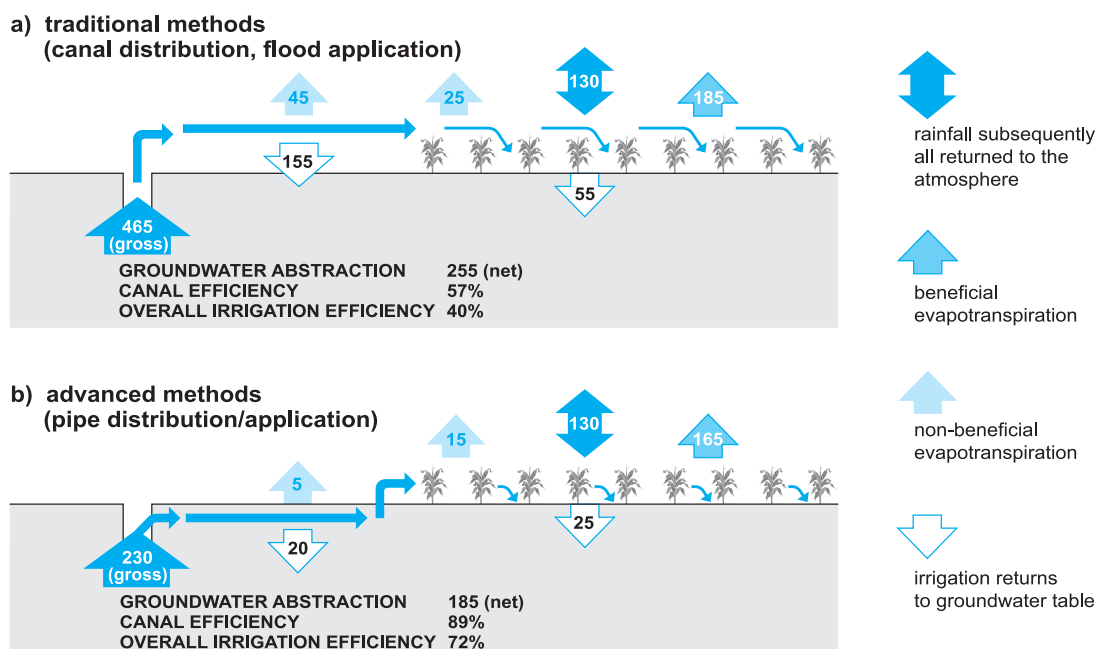 a) traditional methods
(canal distribution, flood application)
45
25
130
185
155
55
465
(gross)
GROUNDWATER ABSTRACTION 255 (net)
CANAL EFFICIENCY 57%
OVERALL IRRIGATION EFFICIENCY 40%
b) advanced methods
(pipe distribution/application)
15
130
165
5
20
25
230
(gross)
GROUNDWATER ABSTRACTION 185 (net)
CANAL EFFICIENCY 89%
OVERALL IRRIGATION EFFICIENCY 72%
rainfall subsequently
all returned to the
atmosphere
beneficial
evapotranspiration
non-beneficial
evapotranspiration
irrigation returns
to groundwater table